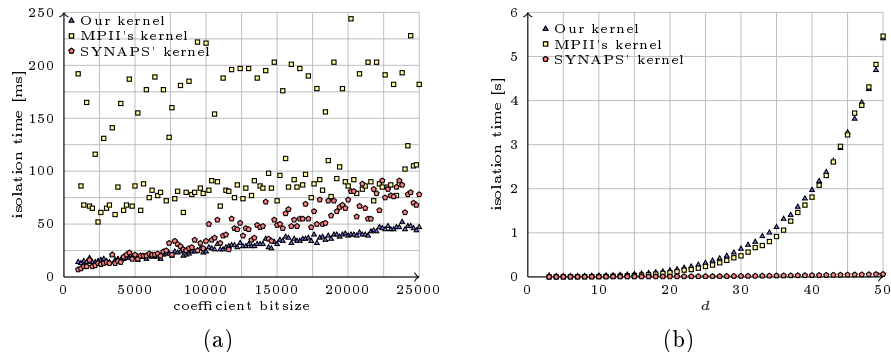 250
200
150
100
50
0
isolation time [ms]
Our kernel
MPII's kernel
SYNAPS' kernel
0 5000 10000 15000 20000 25000
coefficient bitsize
(a)
6
5
4
3
2
1
0
isolation time [s]
Our kernel
MPII's kernel
SYNAPS' kernel
0 10 20 30 40 50
d
(b)